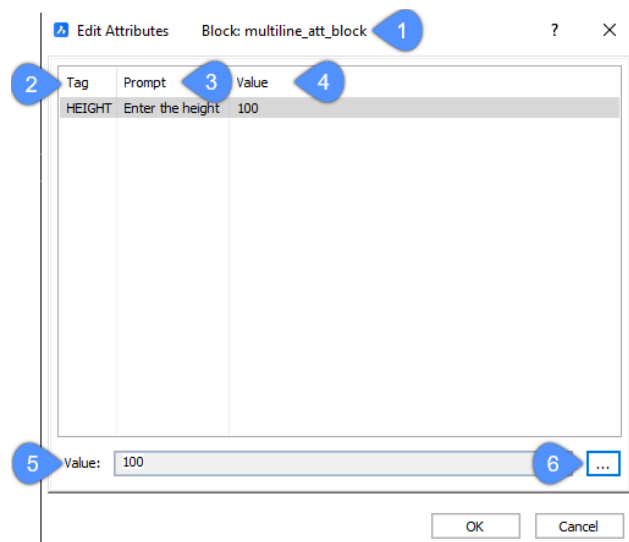 Edit Attributes Block: multiline_att_block 1 ?
2 Tag Prompt 3 Value 4
HEIGHT Enter the height 100
5 Value: 100 6 ...
OK Cancel